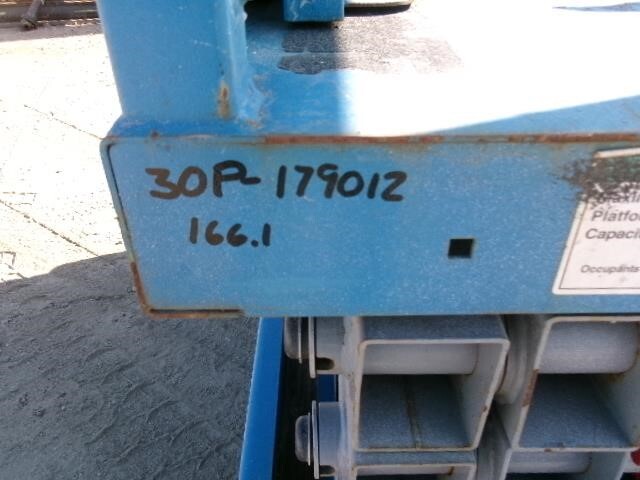 30P-179012
166.1
Platfo
Capaci
Occupants